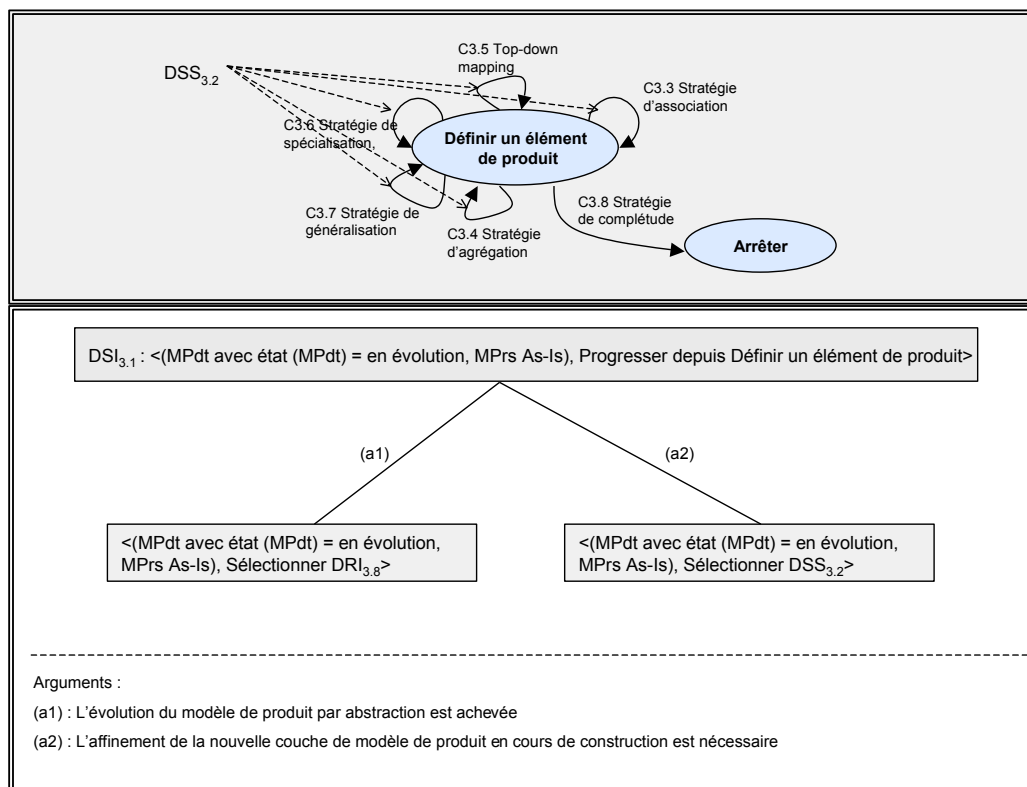 C3.5 Top-down
mapping
C3.3 Stratégie
d'association
DSS3.2
C3.6 Stratégie de
spécialisation,
Définir un élément
de produit
C3.7 Stratégie de
généralisation
C3.4 Stratégie
d'agrégation
C3.8 Stratégie
de complétude
Arrêter
DSI3.1 : <(MPdt avec état (MPdt) = en évolution, MPrs As-Is), Progresser depuis Définir un élément de produit>
(a1)
(a2)
<(MPdt avec état (MPdt) = en évolution,
MPrs As-Is), Sélectionner DRI3.8>
<(MPdt avec état (MPdt) = en évolution,
MPrs As-Is), Sélectionner DSS3.2>
Arguments :
(a1) : L'évolution du modèle de produit par abstraction est achevée
(a2) : L'affinement de la nouvelle couche de modèle de produit en cours de construction est nécessaire